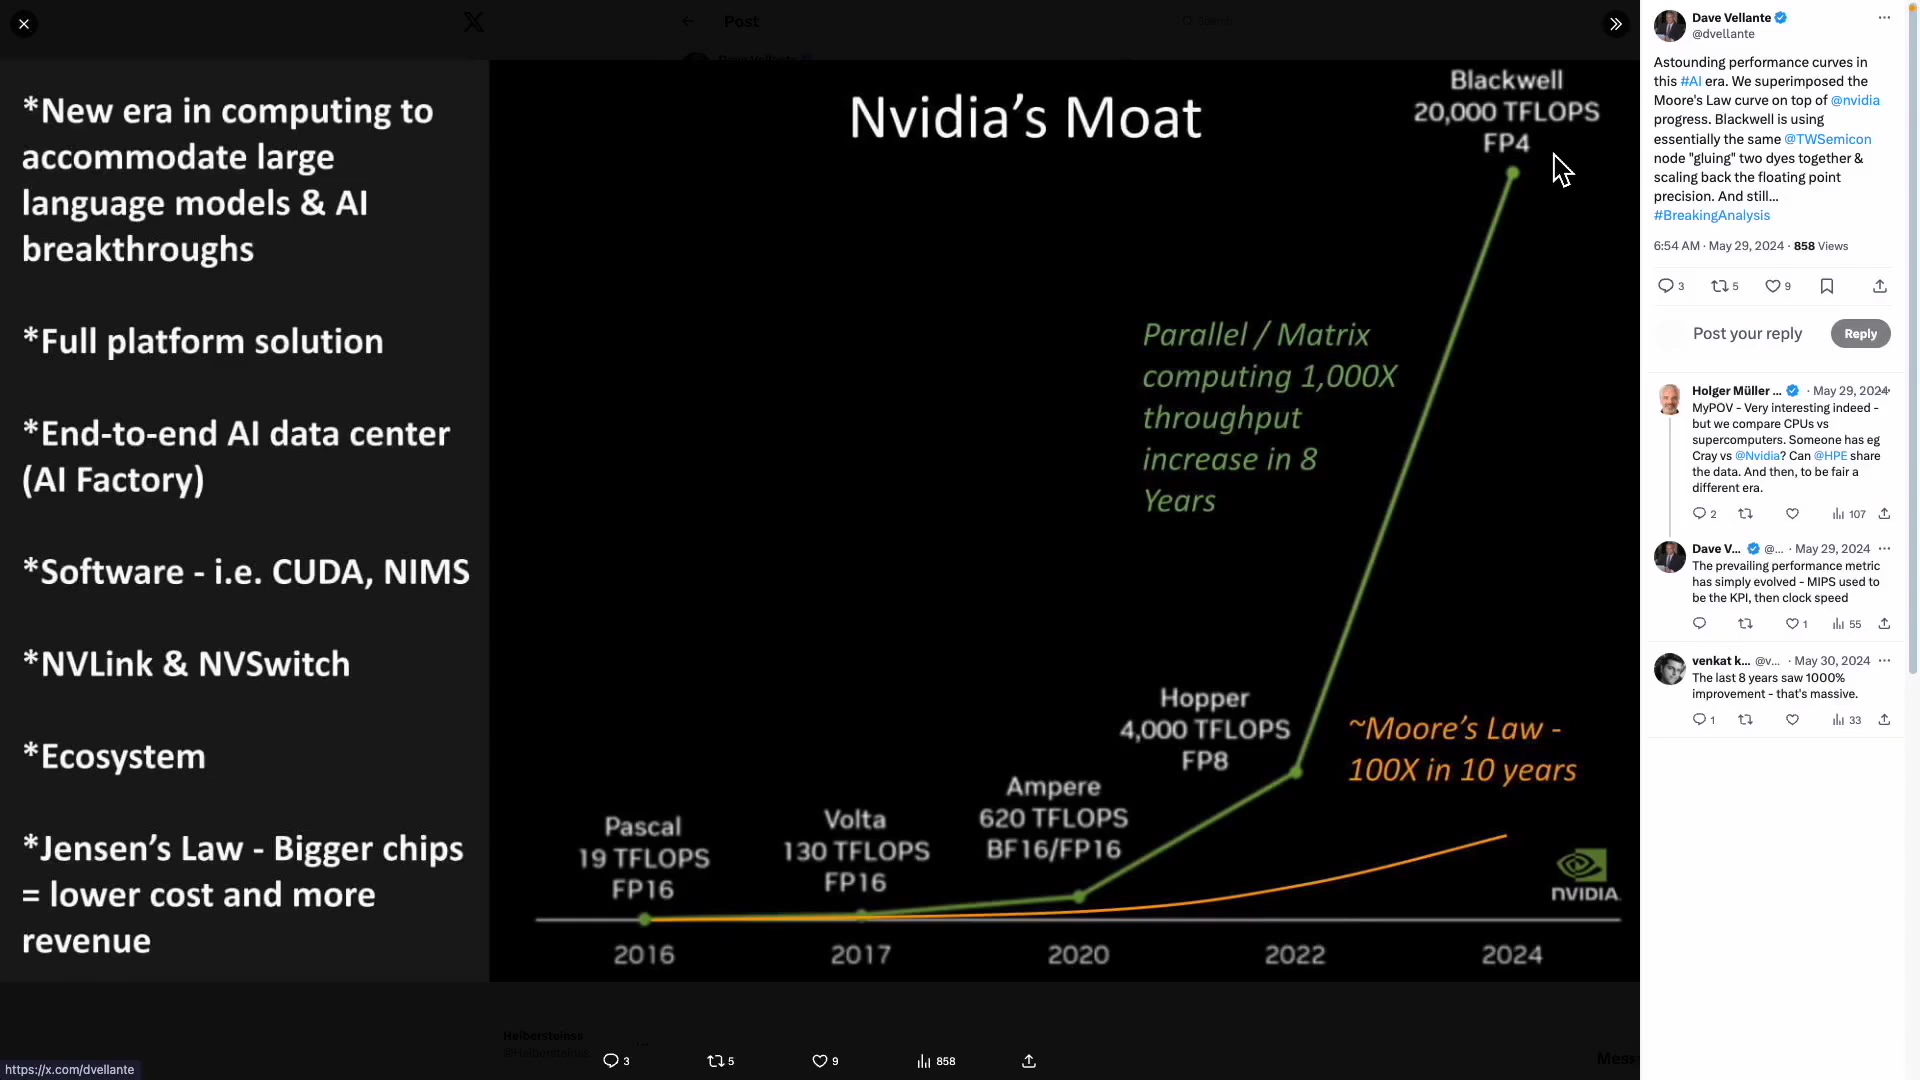 Post
Search
*New era in computing to
accommodate large
language models & AI
breakthroughs
*Full platform solution
*End-to-end AI data center
(AI Factory)
*Software - i.e. CUDA, NIMS
*NVLink & NVSwitch
*Ecosystem
*Jensen’s Law - Bigger chips
= lower cost and more
revenue
Nvidia’s Moat
Blackwell
20,000 TFLOPS
FP4
Parallel / Matrix
computing 1,000X
throughput
increase in 8
Years
Hopper
4,000 TFLOPS
FP8
~Moore’s Law -
100X in 10 years
Ampere
620 TFLOPS
BF16/FP16
Volta
130 TFLOPS
FP16
Pascal
19 TFLOPS
FP16
NVIDIA.
2016
2017
2020
2022
2024
3
5
9
858
https://x.com/dvellante
Dave Vellante
@dvellante
Astounding performance curves in
this #AI era. We superimposed the
Moore's Law curve on top of @nvidia
progress. Blackwell is using
essentially the same @TWSemicon
node "gluing" two dyes together &
scaling back the floating point
precision. And still...
#BreakingAnalysis
6:54 AM · May 29, 2024 · 858 Views
3
5
9
Post your reply
Reply
Holger Müller ... · May 29, 2024
MyPOV - Very interesting indeed -
but we compare CPUs vs
supercomputers. Someone has eg
Cray vs @Nvidia? Can @HPE share
the data. And then, to be fair a
different era.
2
107
Dave V... @... · May 29, 2024
The prevailing performance metric
has simply evolved - MIPS used to
be the KPI, then clock speed
1
55
venkat k... @v... · May 30, 2024
The last 8 years saw 1000%
improvement - that's massive.
1
33